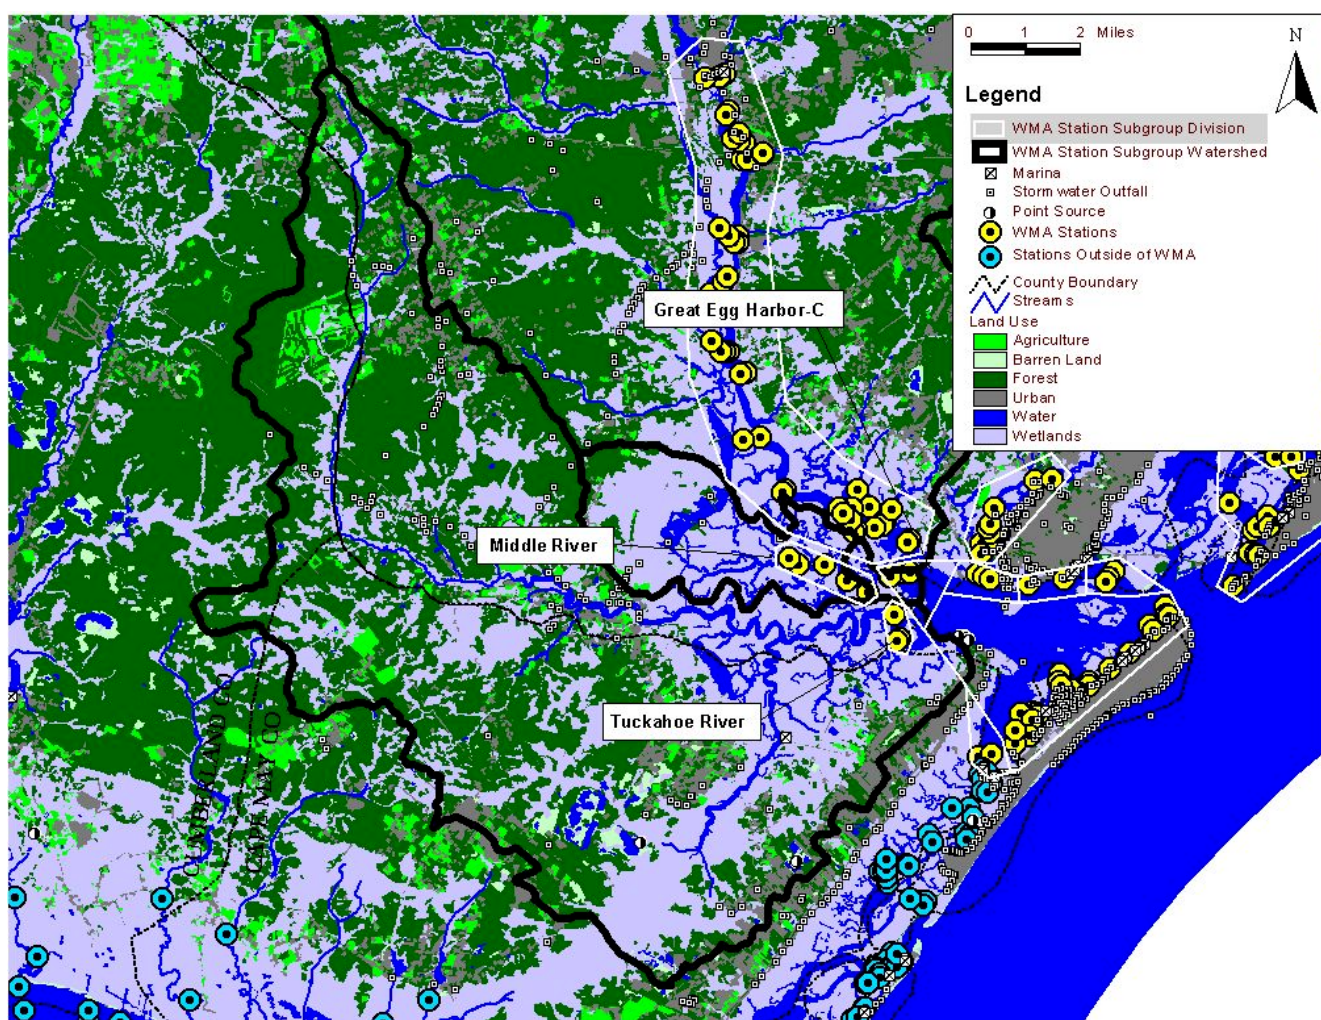 0 1 2 Miles
N
Legend
WMA Station Subgroup Division
WMA Station Subgroup Watershed
Marina
Stormwater Outfall
Point Source
WMA Stations
Stations Outside of WMA
County Boundary
Streams
Land Use
Agriculture
Barren Land
Forest
Urban
Water
Wetlands
Great Egg Harbor-C
Middle River
Tuckahoe River
CUMBERLAND CO
CAPE MAY CO